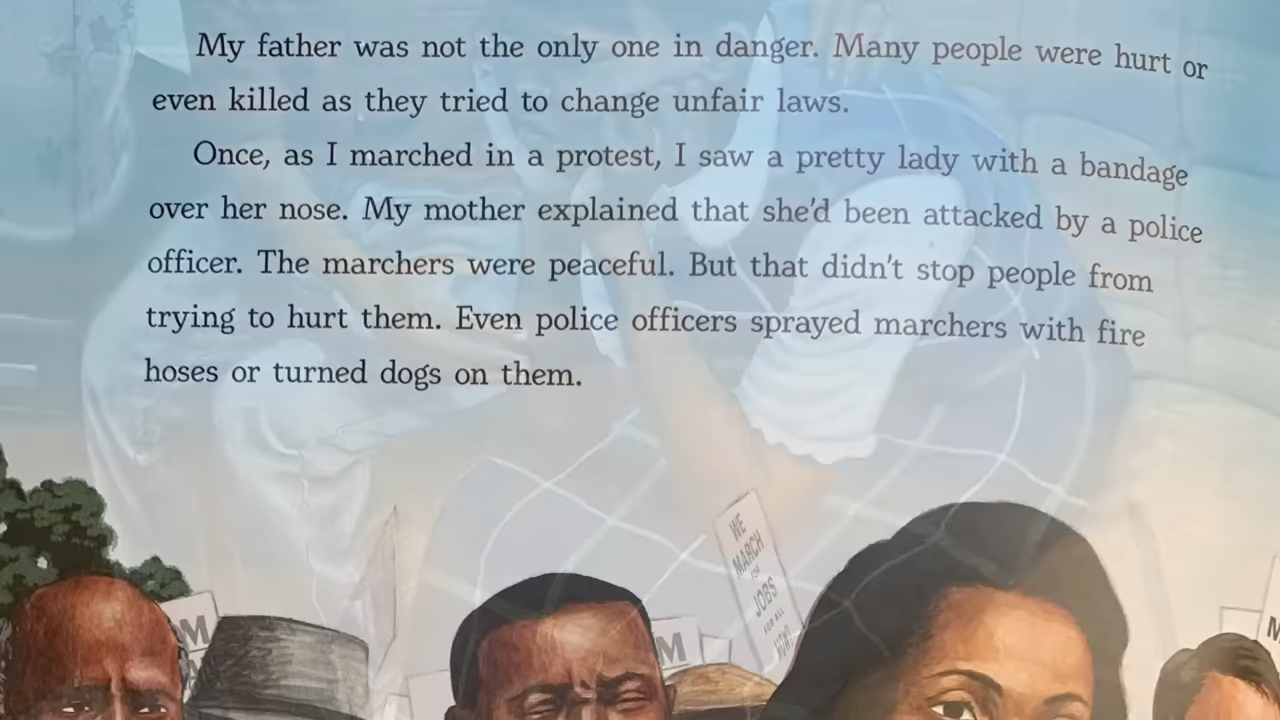 My father was not the only one in danger. Many people were hurt or
even killed as they tried to change unfair laws.
Once, as I marched in a protest, I saw a pretty lady with a bandage
over her nose. My mother explained that she'd been attacked by a police
officer. The marchers were peaceful. But that didn't stop people from
trying to hurt them. Even police officers sprayed marchers with fire
hoses or turned dogs on them.
WE
MARCH
FOR
JOBS
FOR ALL
NOW!
M
M
M